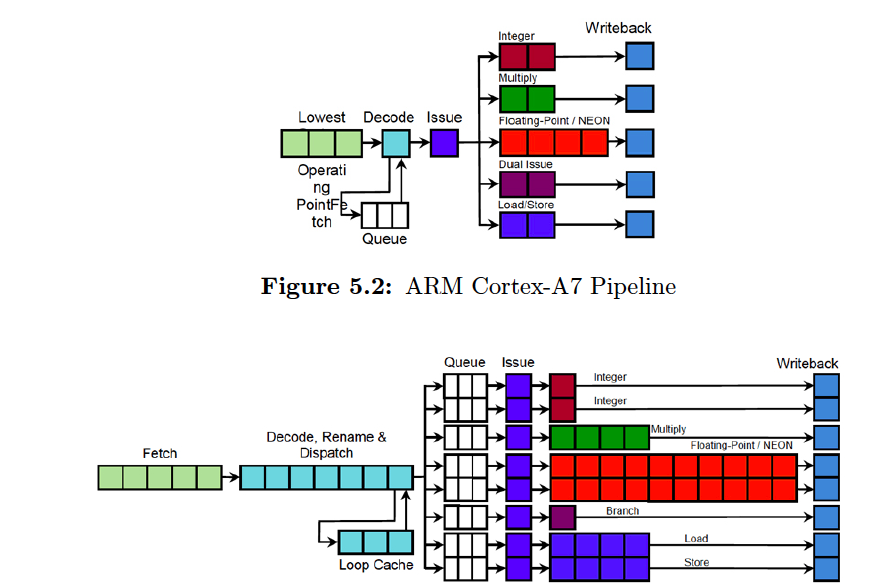 Writeback
Integer
Multiply
Lowest
Decode
Issue
Floating-Point / NEON
Operati
ng
PointFe
tch
Dual Issue
Load/Store
Queue
Figure 5.2: ARM Cortex-A7 Pipeline
Queue
Issue
Writeback
Integer
Integer
Multiply
Floating-Point / NEON
Fetch
Decode, Rename &
Dispatch
Branch
Loop Cache
Load
Store